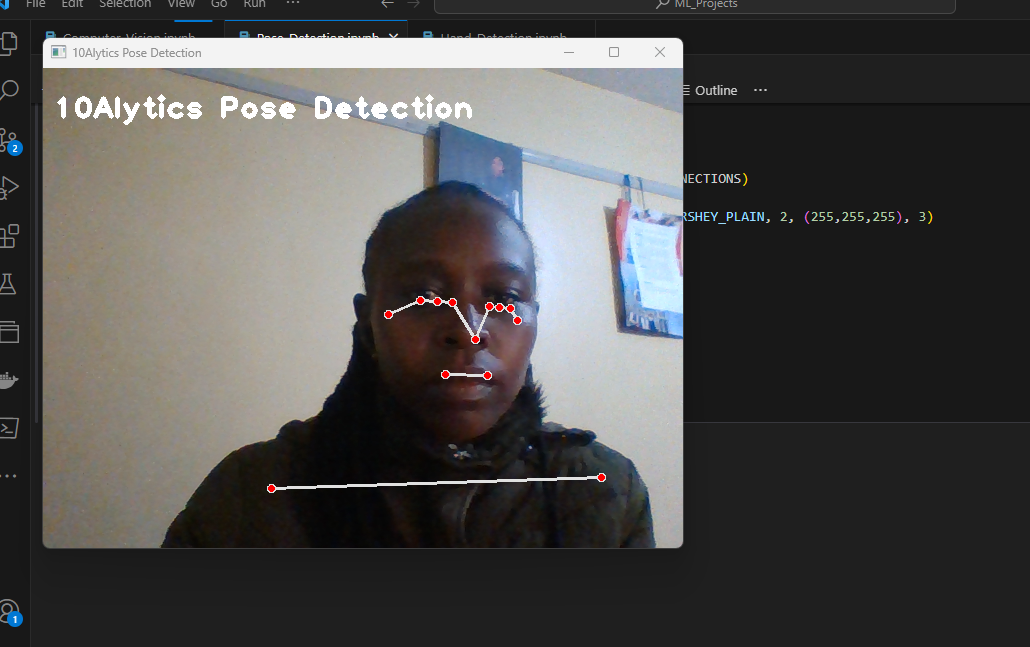 File Edit Selection View Go Run ··· ← → ML_Projects
Computer_Vision.ipynb Pose_Detection.ipynb Hand_Detection.ipynb
10Alytics Pose Detection
Outline ···
10Alytics Pose Detection
NECTIONS)
RSHEY_PLAIN, 2, (255,255,255), 3)
2
1